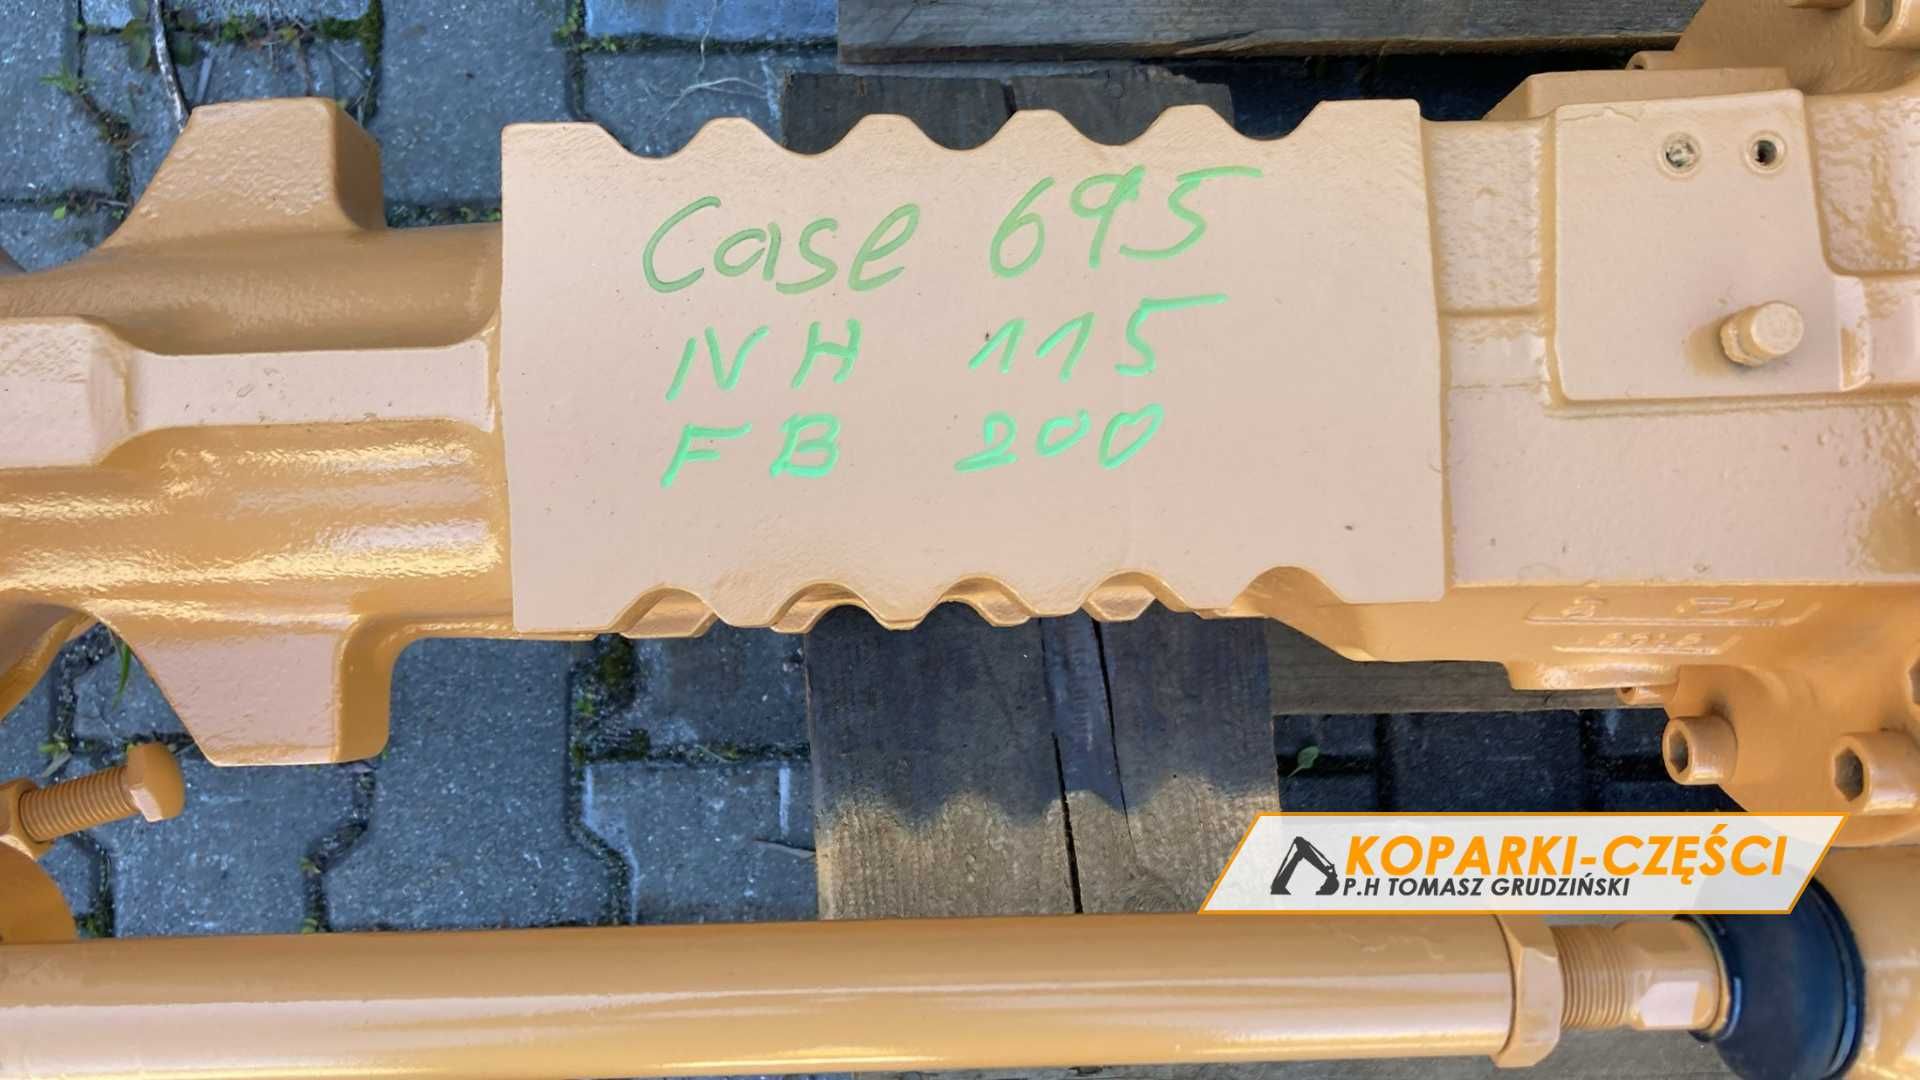 Case 695
NH 115
FB 200
KOPARKI-CZĘŚCI
P.H TOMASZ GRUDZIŃSKI